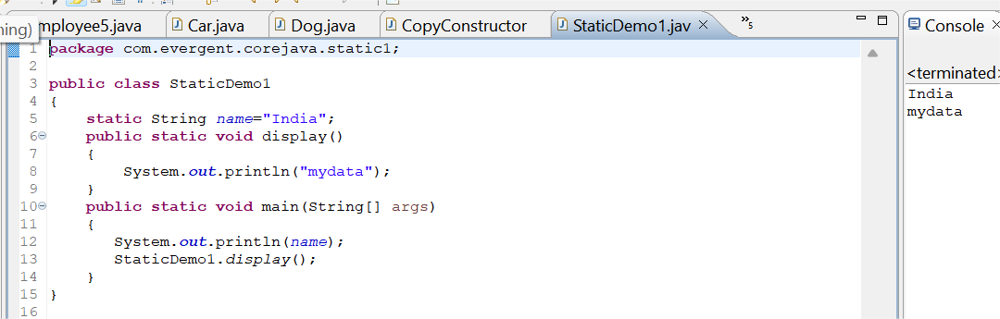 mployee5.java Car.java Dog.java CopyConstructor StaticDemo1.jav »5 Console
ning)
<terminated>
1 package com.evergent.corejava.static1;
2
3 public class StaticDemo1
4 {
5 static String name="India";
6 public static void display()
7 {
8 System.out.println("mydata");
9 }
10 public static void main(String[] args)
11 {
12 System.out.println(name);
13 StaticDemo1.display();
14 }
15 }
16
India
mydata